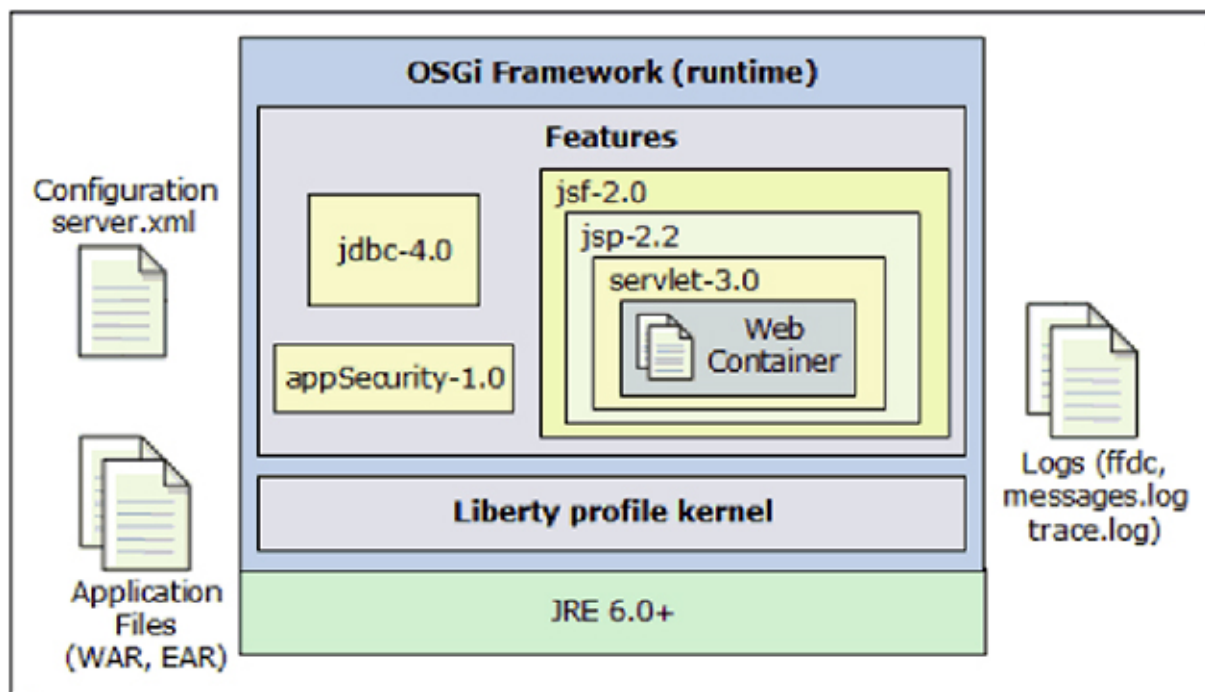 OSGi Framework (runtime)
Features
Configuration
server.xml
jdbc-4.0
appSecurity-1.0
jsf-2.0
jsp-2.2
servlet-3.0
Web
Container
Liberty profile kernel
JRE 6.0+
Application
Files
(WAR, EAR)
Logs (ffdc,
messages.log
trace.log)